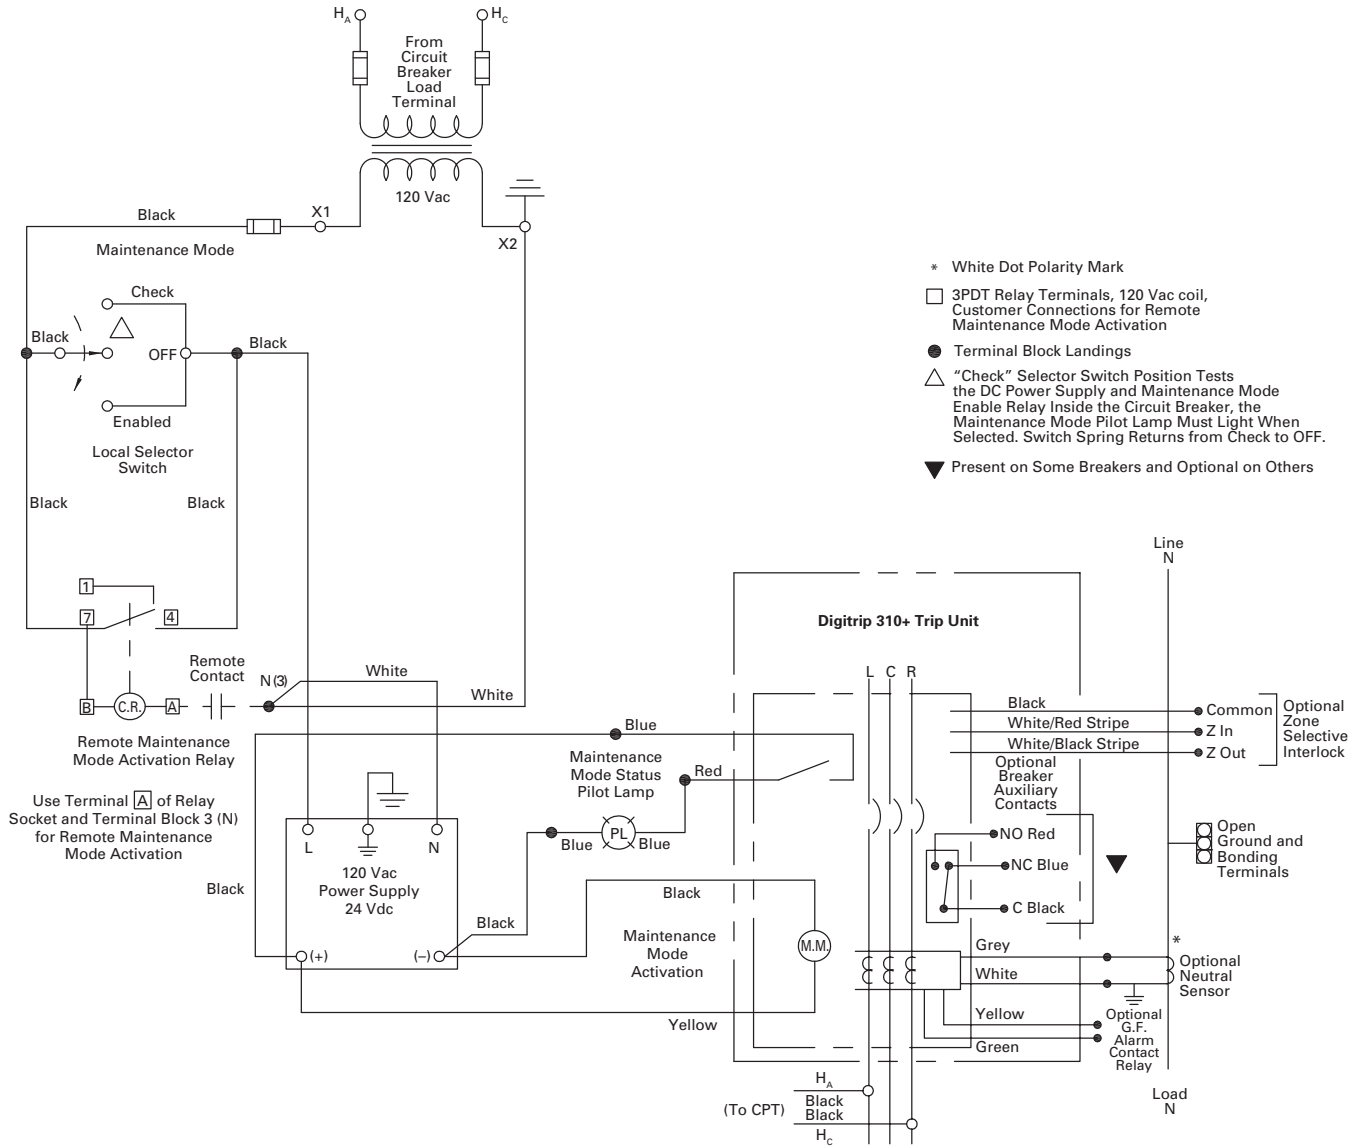 H_A
H_C
From
Circuit
Breaker
Load
Terminal
120 Vac
X1
X2
Black
Maintenance Mode
Check
Black
OFF
Black
Enabled
Local Selector
Switch
Black
Black
* White Dot Polarity Mark
3PDT Relay Terminals, 120 Vac coil,
Customer Connections for Remote
Maintenance Mode Activation
Terminal Block Landings
“Check” Selector Switch Position Tests
the DC Power Supply and Maintenance Mode
Enable Relay Inside the Circuit Breaker, the
Maintenance Mode Pilot Lamp Must Light When
Selected. Switch Spring Returns from Check to OFF.
Present on Some Breakers and Optional on Others
1
7
4
Remote
Contact
N (3)
White
White
B
C.R.
A
Remote Maintenance
Mode Activation Relay
Use Terminal A of Relay
Socket and Terminal Block 3 (N)
for Remote Maintenance
Mode Activation
L
N
120 Vac
Power Supply
24 Vdc
(+)
(–)
Black
Black
Blue
Maintenance
Mode Status
Pilot Lamp
Red
Blue
PL
Blue
Black
Maintenance
Mode
Activation
M.M.
Yellow
Digitrip 310+ Trip Unit
L C R
Line
N
Black
White/Red Stripe
White/Black Stripe
Common
Z In
Z Out
Optional
Zone
Selective
Interlock
Optional
Breaker
Auxiliary
Contacts
NO Red
NC Blue
C Black
Open
Ground and
Bonding
Terminals
Grey
White
Yellow
Green
*
Optional
Neutral
Sensor
Optional
G.F.
Alarm
Contact
Relay
Load
N
H_A
Black
(To CPT)
Black
H_C